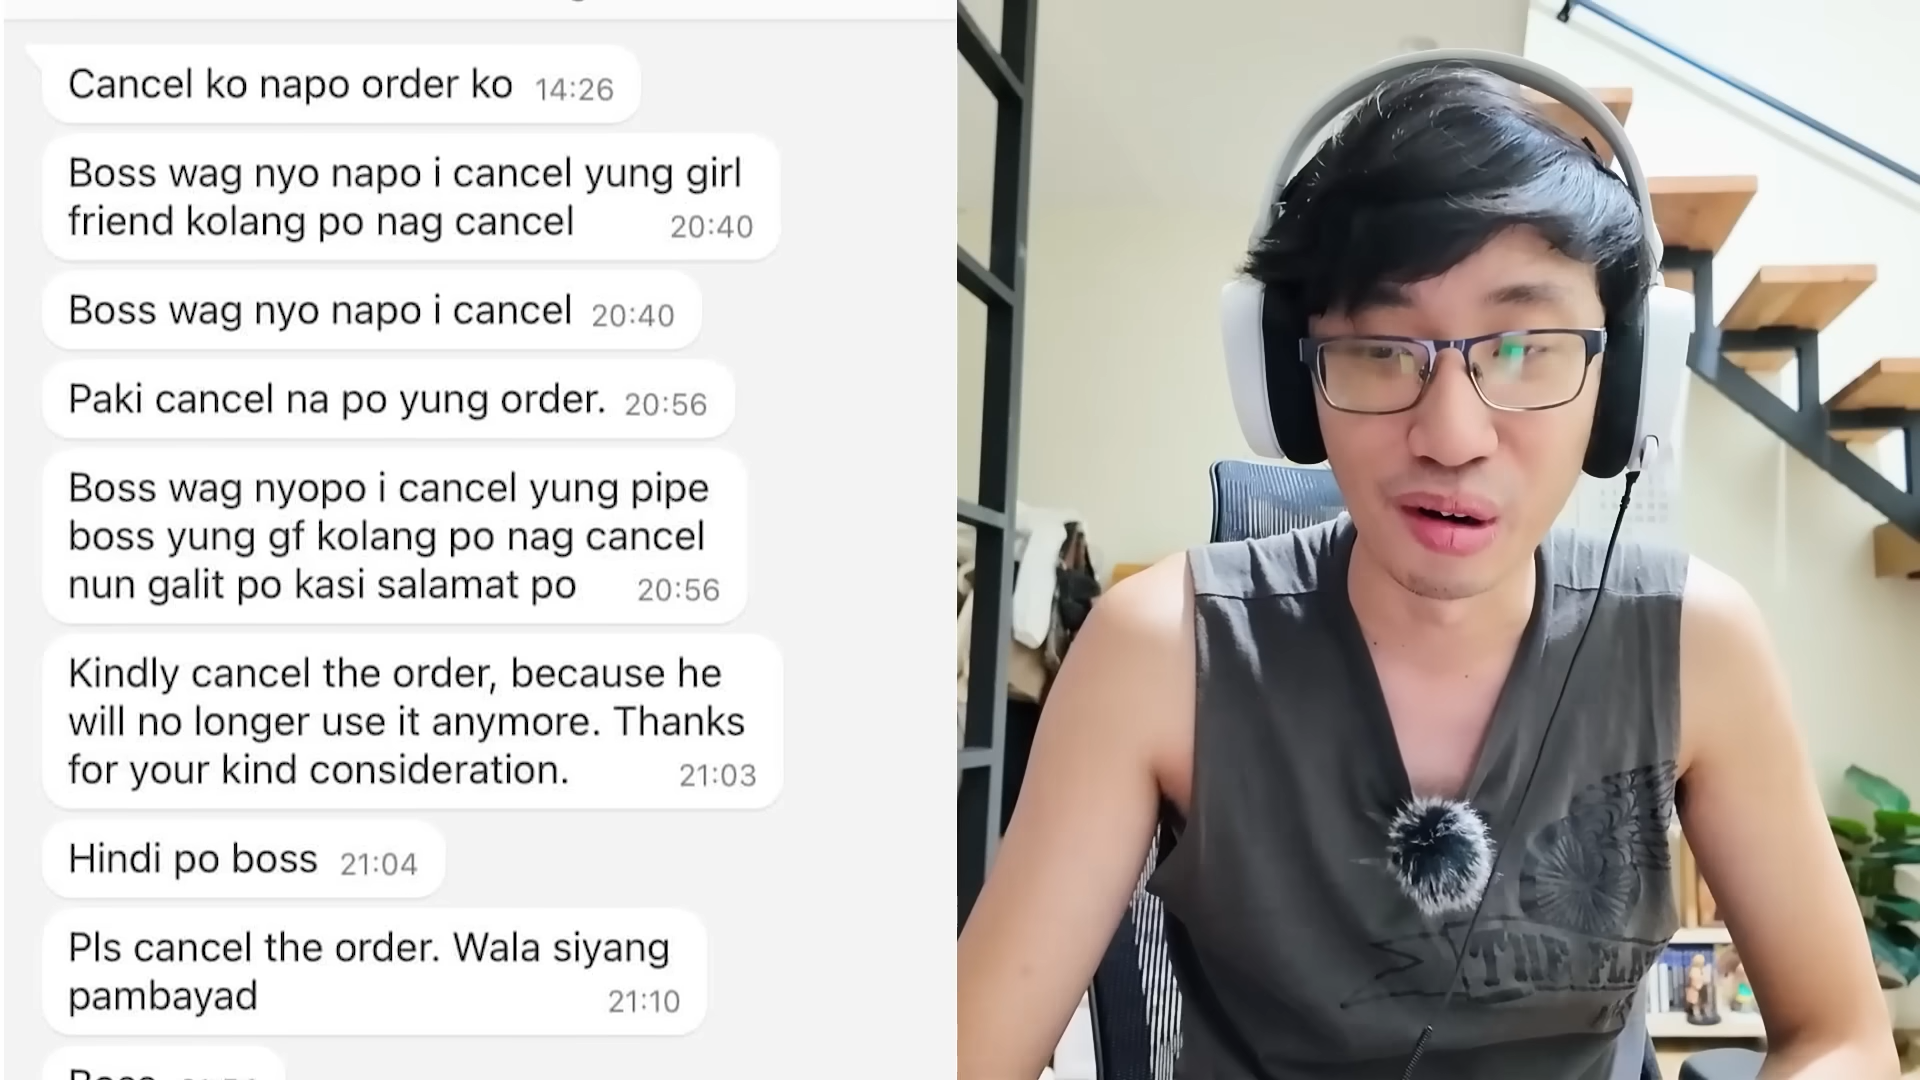 Cancel ko napo order ko 14:26
Boss wag nyo napo i cancel yung girl
friend kolang po nag cancel 20:40
Boss wag nyo napo i cancel 20:40
Paki cancel na po yung order. 20:56
Boss wag nyopo i cancel yung pipe
boss yung gf kolang po nag cancel
nun galit po kasi salamat po 20:56
Kindly cancel the order, because he
will no longer use it anymore. Thanks
for your kind consideration. 21:03
Hindi po boss 21:04
Pls cancel the order. Wala siyang
pambayad 21:10
THE FLA